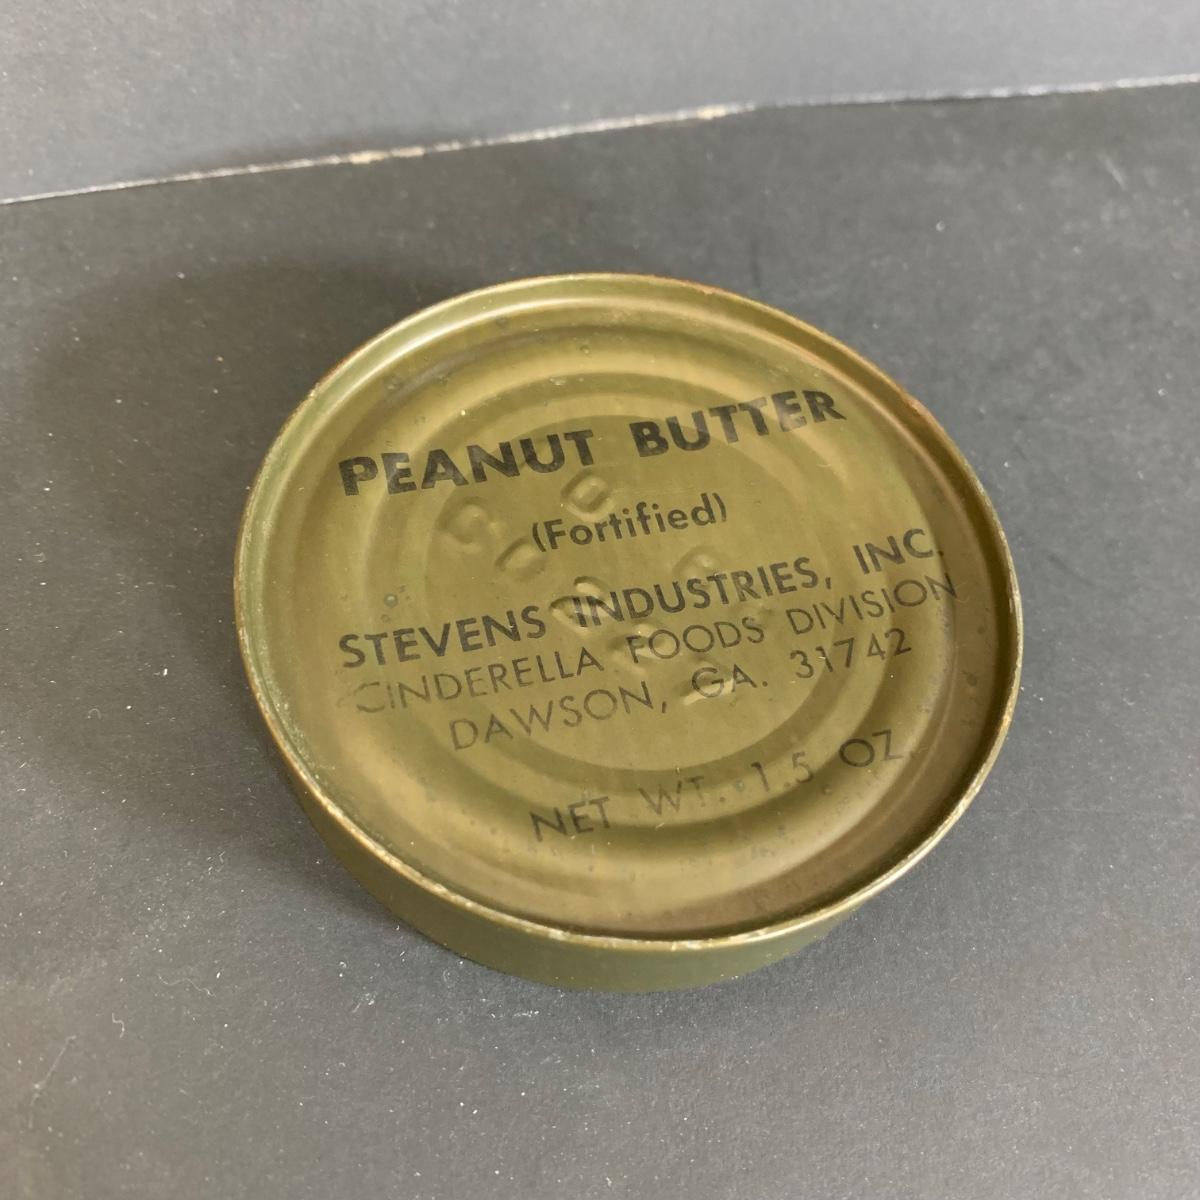 PEANUT BUTTER
(Fortified)
STEVENS INDUSTRIES, INC.
CINDERELLA FOODS DIVISION
DAWSON, GA. 31742
NET WT. 1.5 OZ.